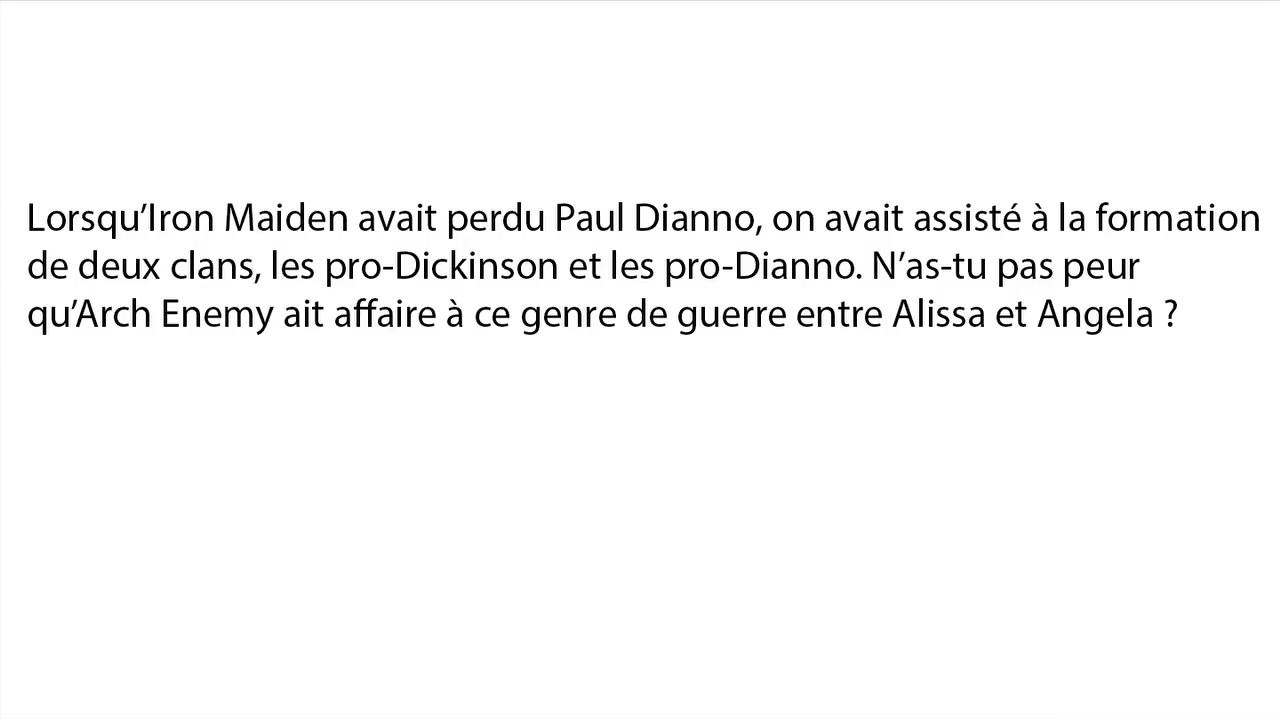 Lorsqu’Iron Maiden avait perdu Paul Dianno, on avait assisté à la formation
de deux clans, les pro-Dickinson et les pro-Dianno. N’as-tu pas peur
qu’Arch Enemy ait affaire à ce genre de guerre entre Alissa et Angela ?